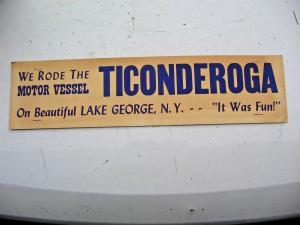 We Rode The
MOTOR VESSEL TICONDEROGA
On Beautiful LAKE GEORGE, N. Y. - - "It Was Fun!"